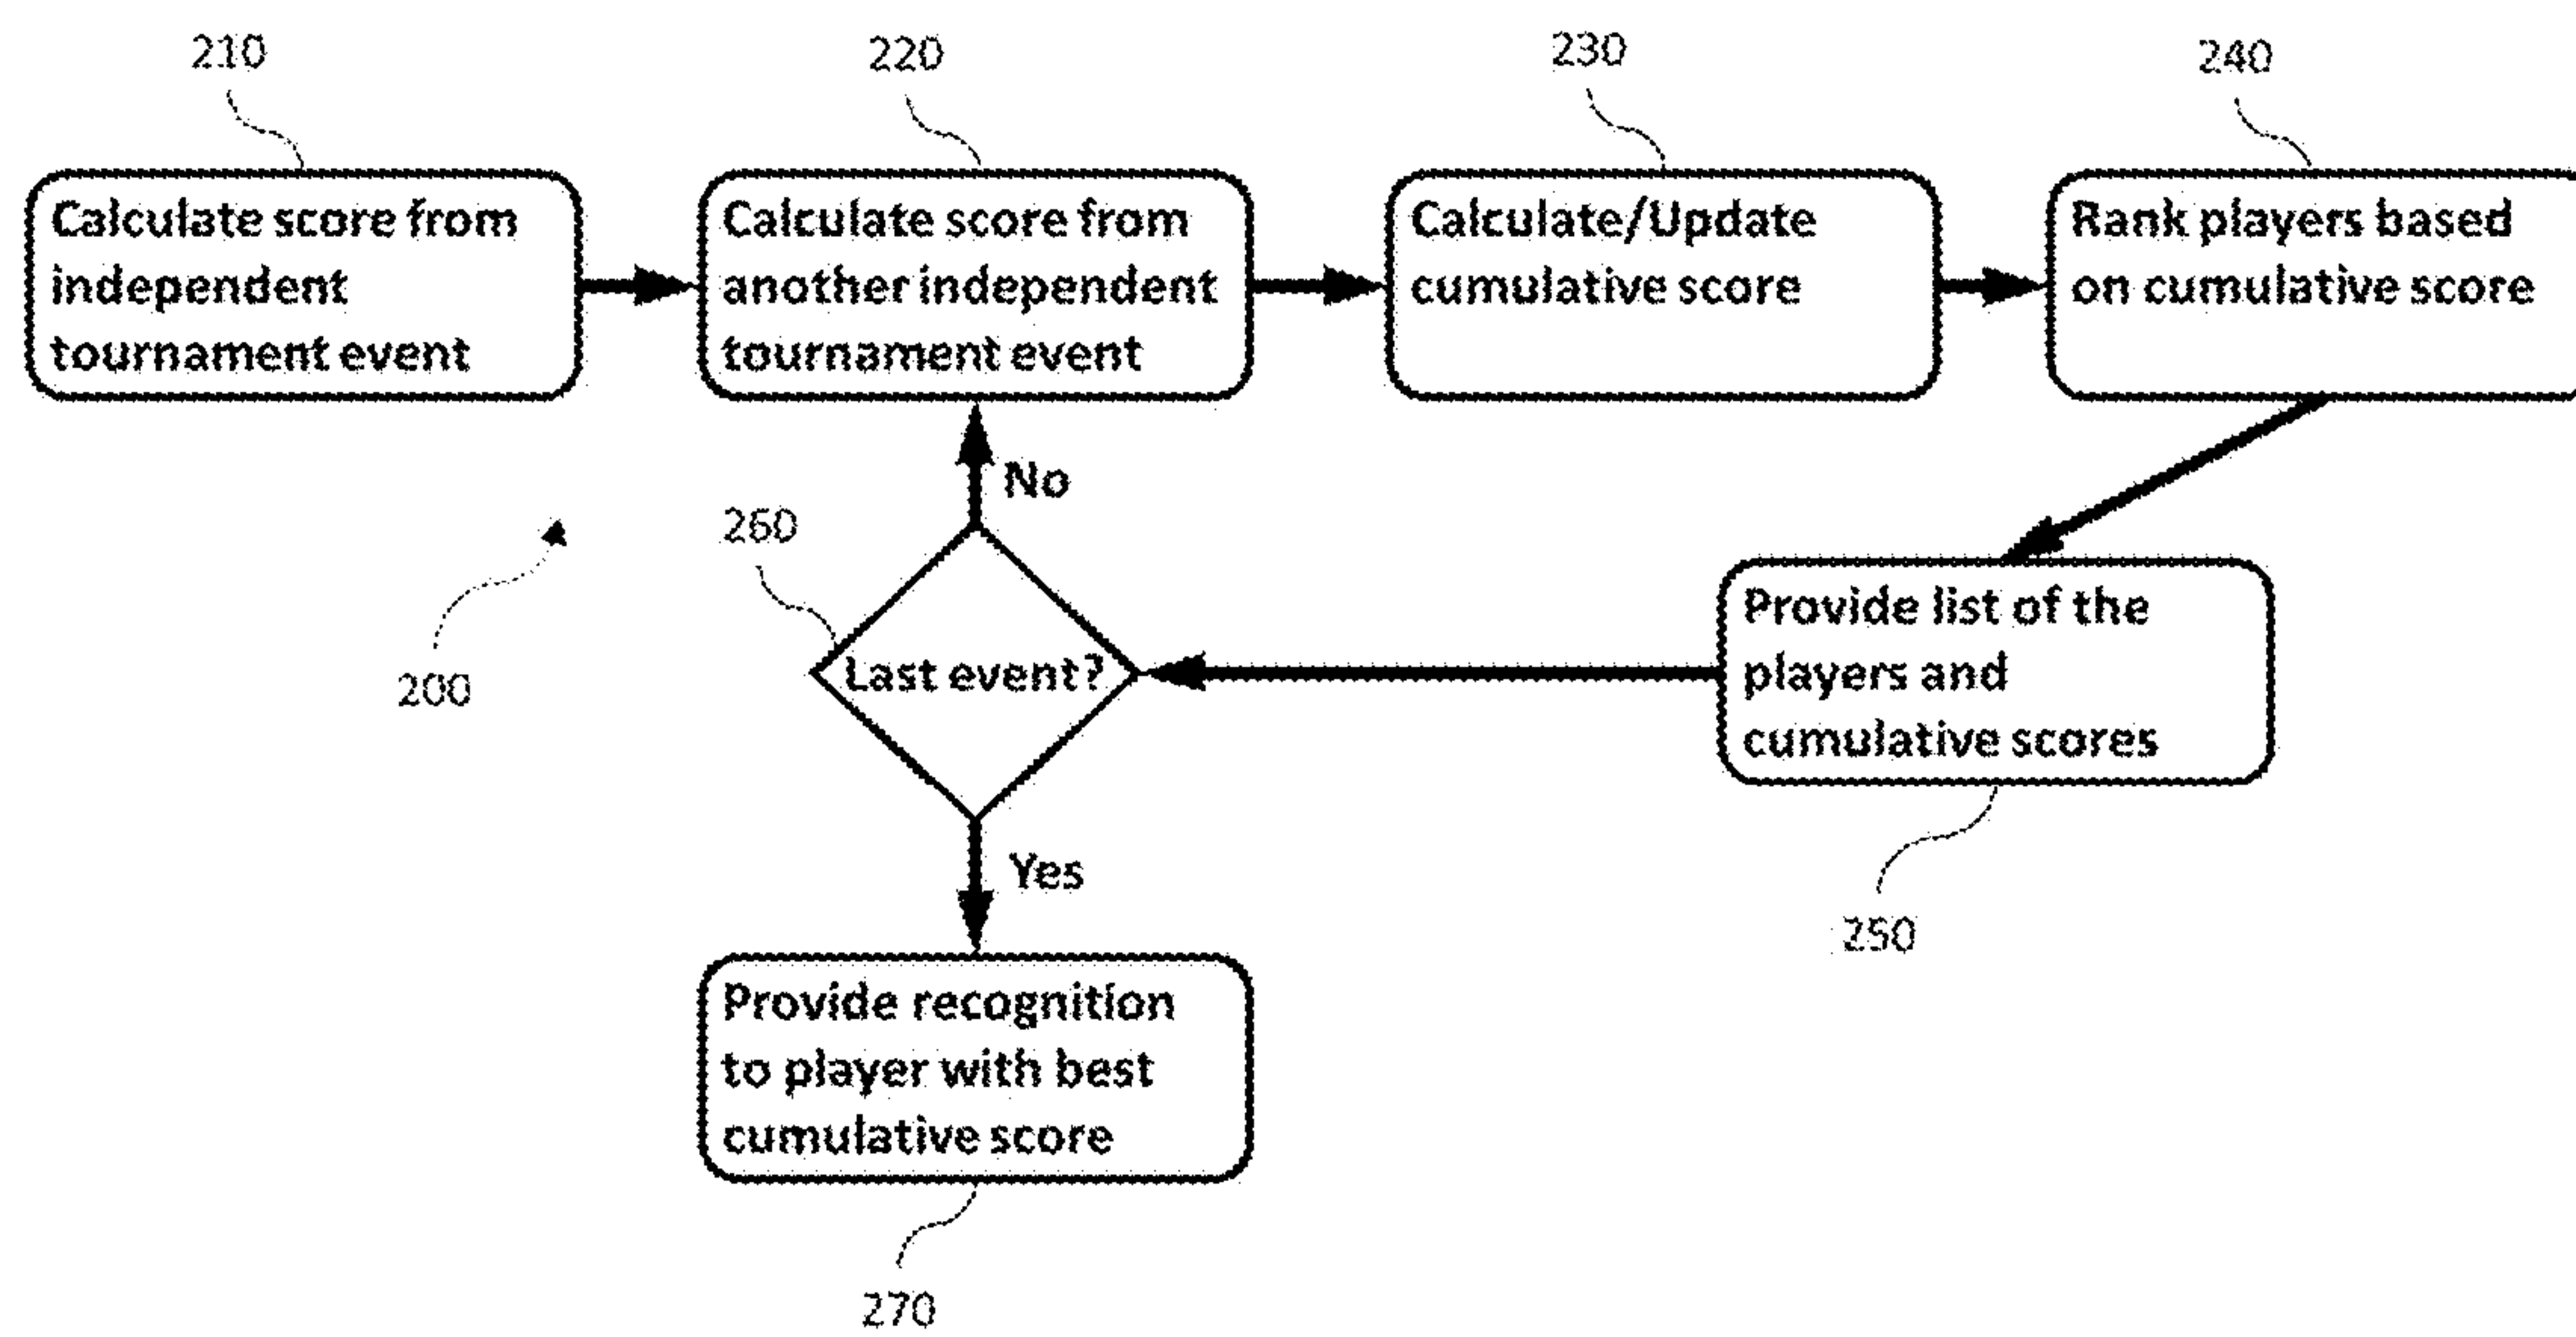 210
220
230
240
Calculate score from
independent
tournament event
Calculate score from
another independent
tournament event
Calculate/Update
cumulative score
Rank players based
on cumulative score
No
260
200
Last event?
Provide list of the
players and
cumulative scores
Yes
250
Provide recognition
to player with best
cumulative score
270